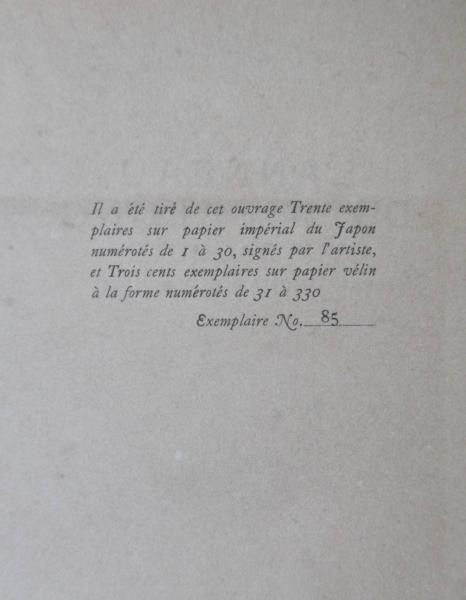 Il a été tiré de cet ouvrage Trente exem-
plaires sur papier impérial du Japon
numérotés de 1 à 30, signés par l'artiste,
et Trois cents exemplaires sur papier vélin
à la forme numérotés de 31 à 330
Exemplaire No. 85